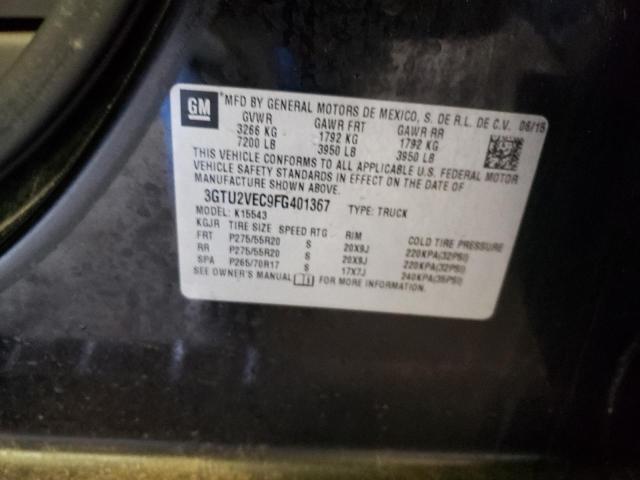 GM
*MFD BY GENERAL MOTORS DE MEXICO, S. DE R.L. DE C.V. 06/15
GVWR GAWR FRT GAWR RR
3266 KG 1792 KG 1792 KG
7200 LB 3950 LB 3950 LB
THIS VEHICLE CONFORMS TO ALL APPLICABLE U.S. FEDERAL MOTOR
VEHICLE SAFETY STANDARDS IN EFFECT ON THE DATE OF
MANUFACTURE SHOWN ABOVE.
3GTU2VEC9FG401367 TYPE: TRUCK
MODEL: K15543
KGJR TIRE SIZE SPEED RTG RIM COLD TIRE PRESSURE
FRT P275/55R20 S 20X9J 220KPA(32PSI)
RR P275/55R20 S 20X9J 220KPA(32PSI)
SPA P265/70R17 S 17X7J 240KPA(35PSI)
SEE OWNER'S MANUAL FOR MORE INFORMATION.